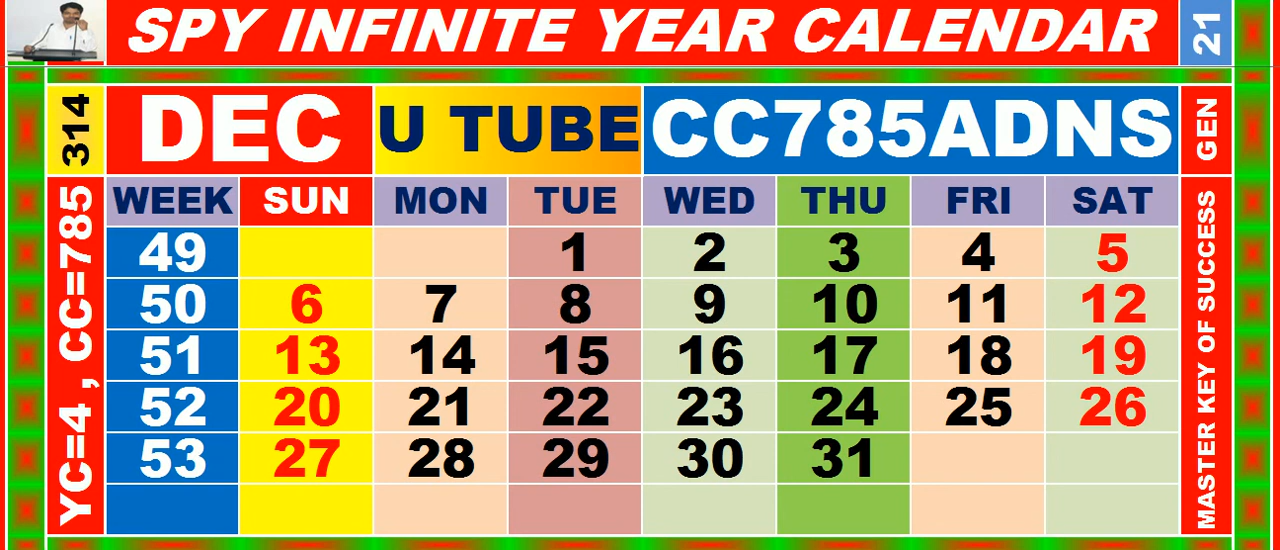 SPY INFINITE YEAR CALENDAR 21
314 DEC U TUBE CC785ADNS GEN
YC=4 , CC=785
WEEK SUN MON TUE WED THU FRI SAT
49 1 2 3 4 5
50 6 7 8 9 10 11 12
51 13 14 15 16 17 18 19
52 20 21 22 23 24 25 26
53 27 28 29 30 31
MASTER KEY OF SUCCESS